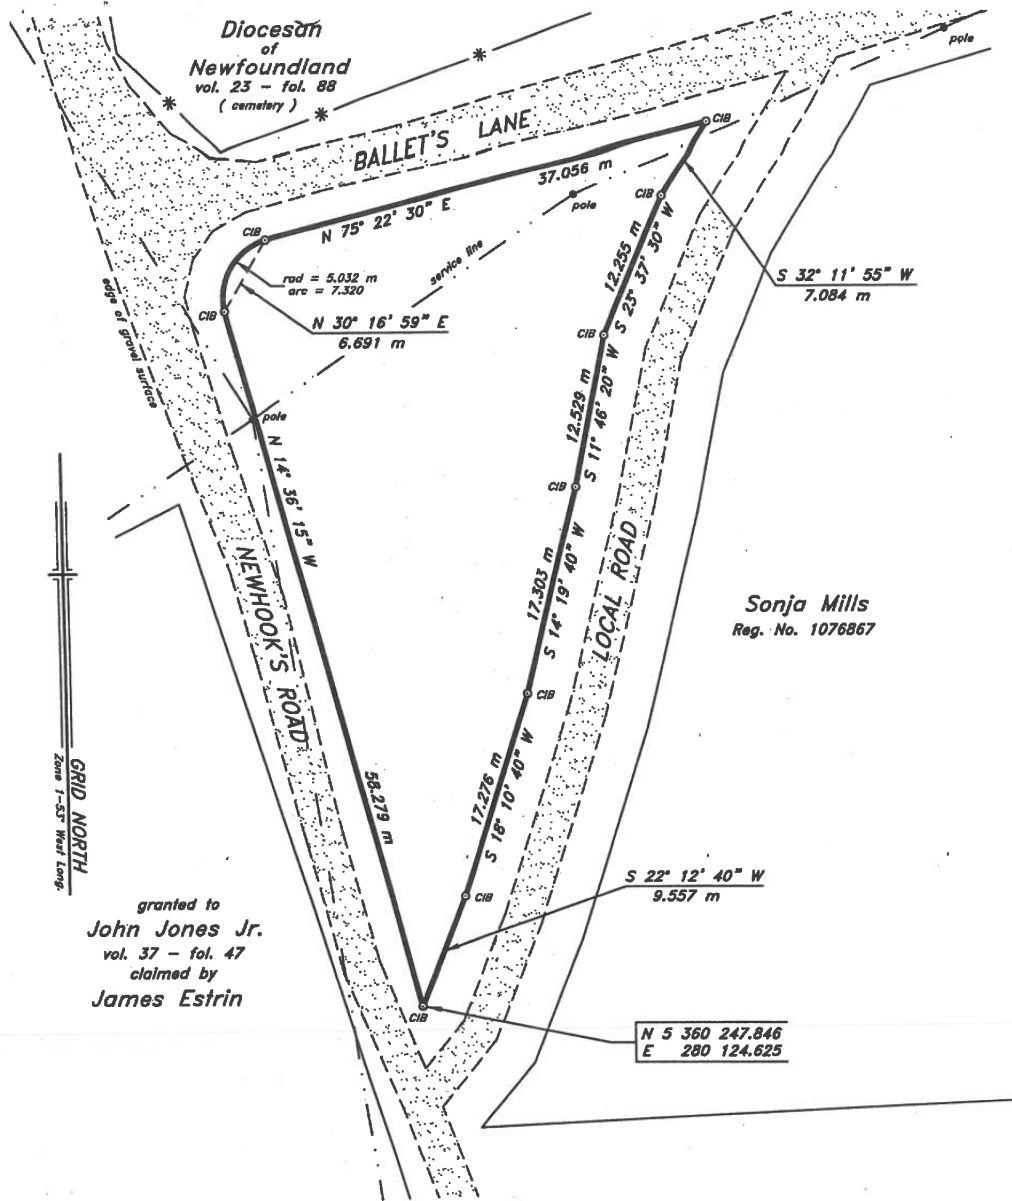 Diocesan
of
Newfoundland
vol. 23 - fol. 88
( cemetery )
pole
BALLET'S LANE
CIB
37.056 m
N 75° 22' 30" E
CIB
pole
CIB
rad = 5.032 m
arc = 7.320
service line
12.255 m
S 23° 37' 30" W
S 32° 11' 55" W
7.084 m
edge of gravel surface
CIB
N 30° 16' 59" E
6.691 m
CIB
pole
12.529 m
S 11° 46' 20" W
N 14° 36' 15" W
58.279 m
CIB
NEWHOOK'S ROAD
17.303 m
S 14° 19' 40" W
LOCAL ROAD
Sonja Mills
Reg. No. 1076867
CIB
17.276 m
S 18° 10' 40" W
GRID NORTH
Zone 1-53° West Long.
S 22° 12' 40" W
9.557 m
CIB
granted to
John Jones Jr.
vol. 37 - fol. 47
claimed by
James Estrin
CIB
N 5 360 247.846
E 280 124.625